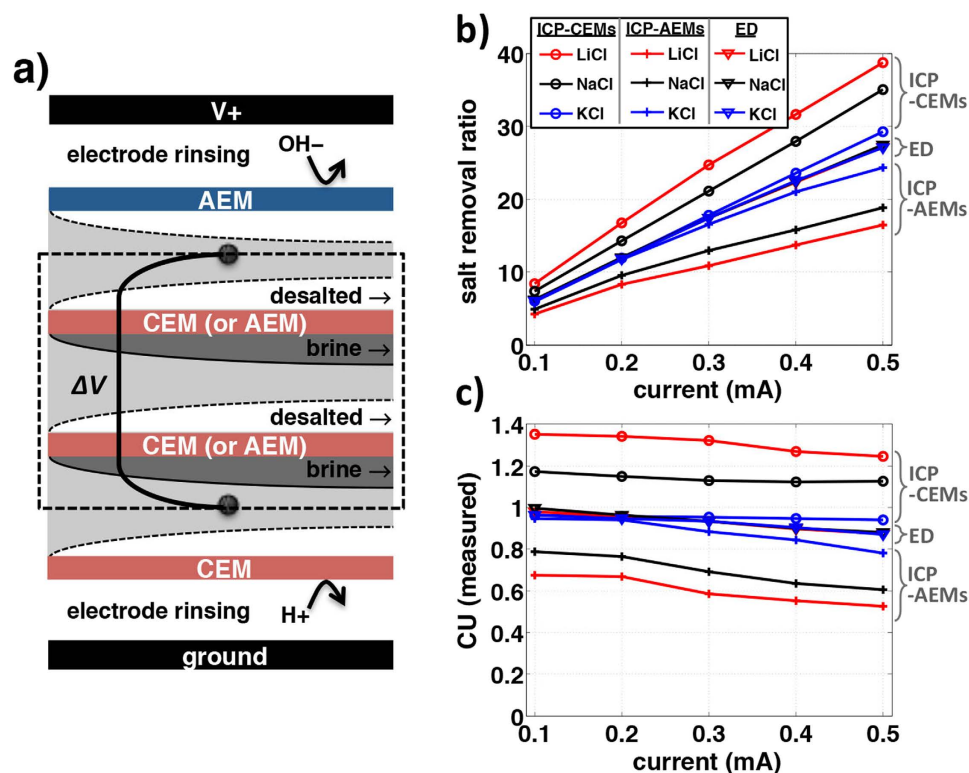 a)
V+
electrode rinsing
OH−
AEM
desalted →
CEM (or AEM)
brine →
ΔV
desalted →
CEM (or AEM)
brine →
CEM
electrode rinsing
H+
ground
b)
ICP-CEMs ICP-AEMs ED
LiCl LiCl LiCl
NaCl NaCl NaCl
KCl KCl KCl
salt removal ratio
40
30
20
10
0
0.1 0.2 0.3 0.4 0.5
current (mA)
ICP
-CEMs
ED
ICP
-AEMs
c)
CU (measured)
1.4
1.2
1
0.8
0.6
0.4
0.2
0
0.1 0.2 0.3 0.4 0.5
current (mA)
ICP
-CEMs
ED
ICP
-AEMs